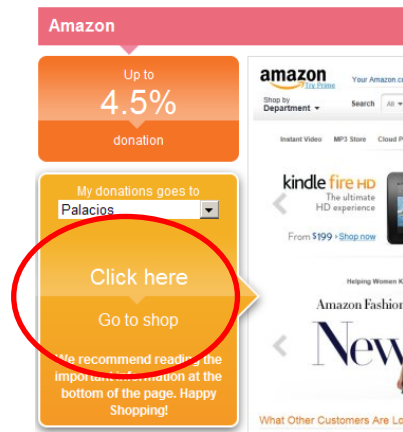 Amazon
Up to
4.5%
donation
My donations goes to
Palacios
Click here
Go to shop
We recommend reading the
important information at the
bottom of the page. Happy
Shopping!
amazon
Try Prime
Your Amazon.c
Shop by
Department
Search
All
Instant Video MP3 Store Cloud P
kindle fire HD
The ultimate
HD experience
From $199 › Shop now
Helping Women K
Amazon Fashion
New
What Other Customers Are Lo